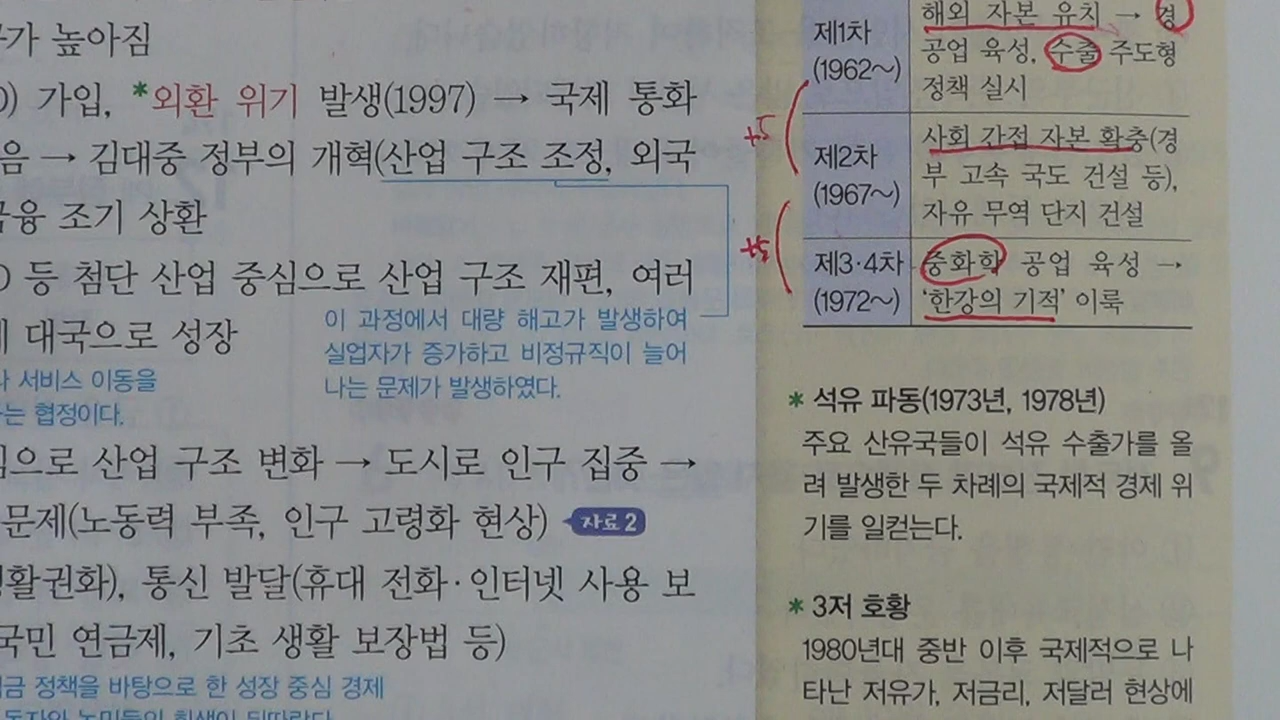 가 높아짐
가입, *외환 위기 발생(1997) → 국제 통화
→ 김대중 정부의 개혁(산업 구조 조정, 외국
금융 조기 상환
등 첨단 산업 중심으로 산업 구조 재편, 여러
대국으로 성장
이 과정에서 대량 해고가 발생하여
실업자가 증가하고 비정규직이 늘어
나는 문제가 발생하였다.
서비스 이동을
는 협정이다.
으로 산업 구조 변화 → 도시로 인구 집중 →
문제(노동력 부족, 인구 고령화 현상) 자료2
활권화), 통신 발달(휴대 전화·인터넷 사용 보
국민 연금제, 기초 생활 보장법 등)
정책을 바탕으로 한 성장 중심 경제
제1차
(1962~)
해외 자본 유치 → 경
공업 육성, 수출 주도형
정책 실시
+5
제2차
(1967~)
사회 간접 자본 확충(경
부 고속 국도 건설 등),
자유 무역 단지 건설
+5
제3·4차
(1972~)
중화학 공업 육성 →
‘한강의 기적’ 이룩
* 석유 파동(1973년, 1978년)
주요 산유국들이 석유 수출가를 올
려 발생한 두 차례의 국제적 경제 위
기를 일컫는다.
* 3저 호황
1980년대 중반 이후 국제적으로 나
타난 저유가, 저금리, 저달러 현상에